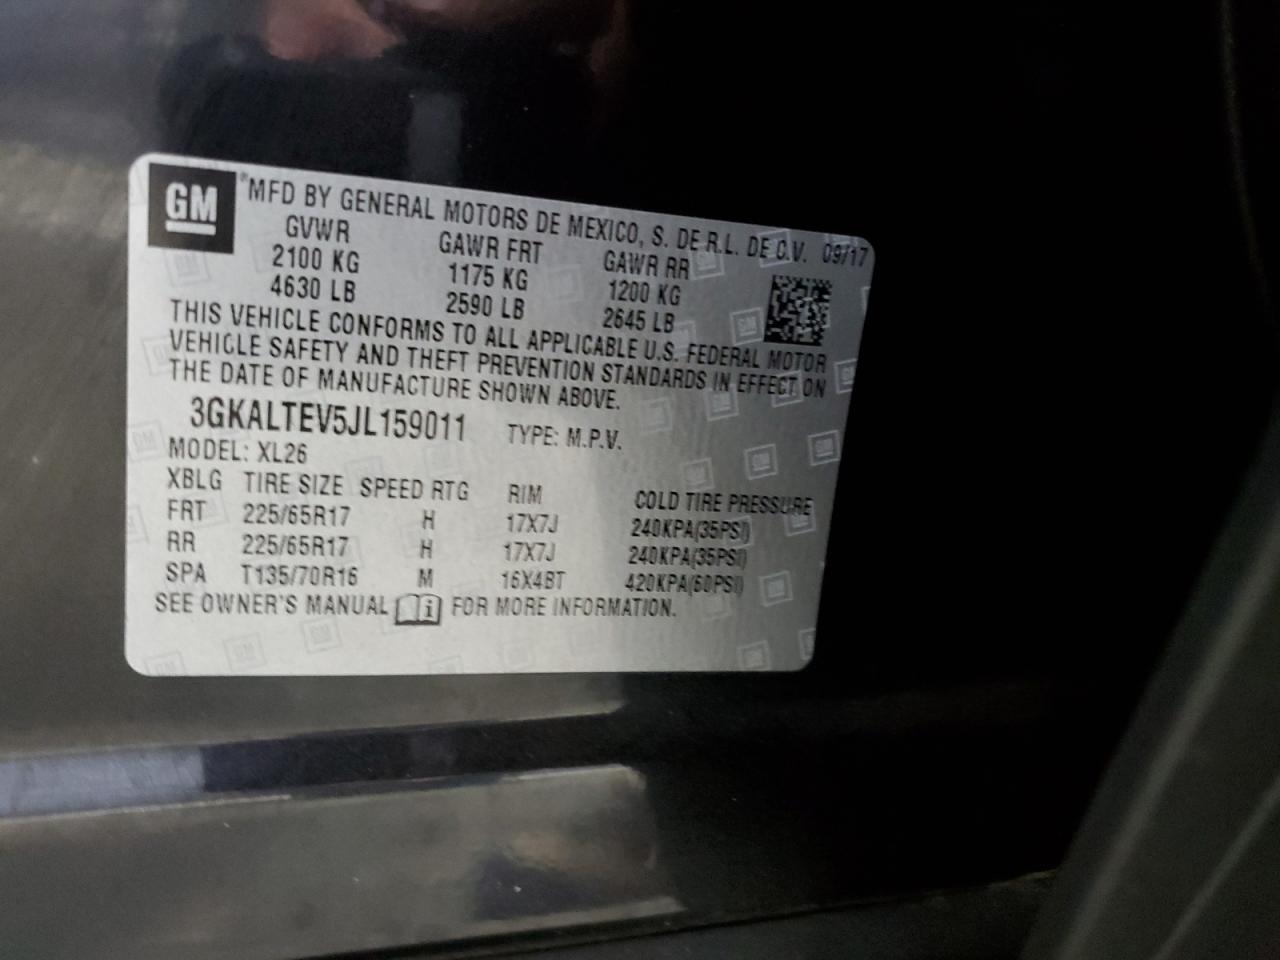 GM ® MFD BY GENERAL MOTORS DE MEXICO, S. DE R.L. DE C.V. 09/17
GVWR GAWR FRT GAWR RR
2100 KG 1175 KG 1200 KG
4630 LB 2590 LB 2645 LB
THIS VEHICLE CONFORMS TO ALL APPLICABLE U.S. FEDERAL MOTOR
VEHICLE SAFETY AND THEFT PREVENTION STANDARDS IN EFFECT ON
THE DATE OF MANUFACTURE SHOWN ABOVE.
3GKALTEV5JL159011 TYPE: M.P.V.
MODEL: XL26
XBLG TIRE SIZE SPEED RTG RIM COLD TIRE PRESSURE
FRT 225/65R17 H 17X7J 240KPA(35PSI)
RR 225/65R17 H 17X7J 240KPA(35PSI)
SPA T135/70R16 M 16X4BT 420KPA(60PSI)
SEE OWNER'S MANUAL i FOR MORE INFORMATION.